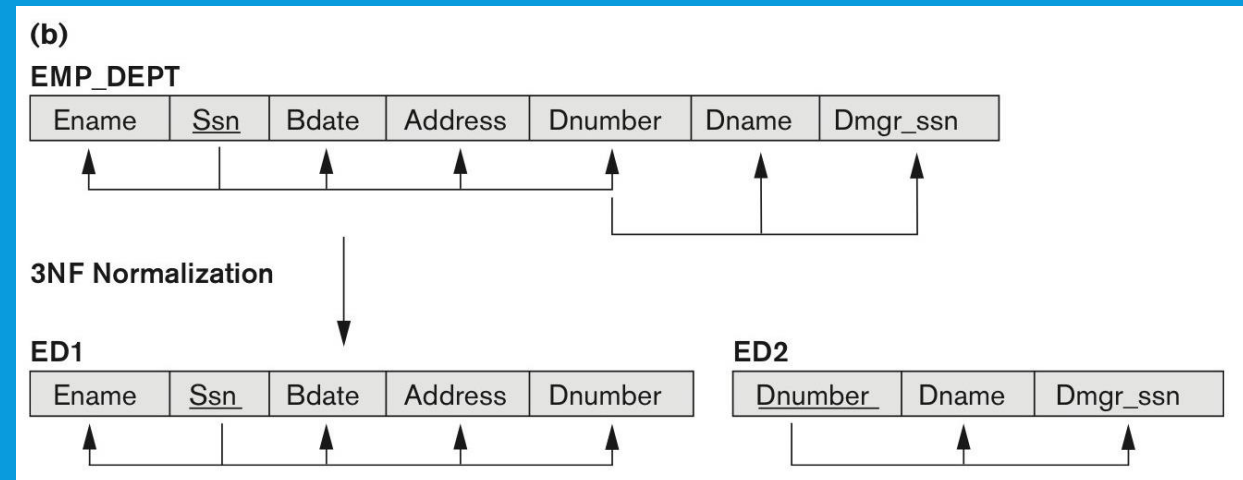 (b)
EMP_DEPT
Ename Ssn Bdate Address Dnumber Dname Dmgr_ssn
3NF Normalization
ED1
Ename Ssn Bdate Address Dnumber
ED2
Dnumber Dname Dmgr_ssn